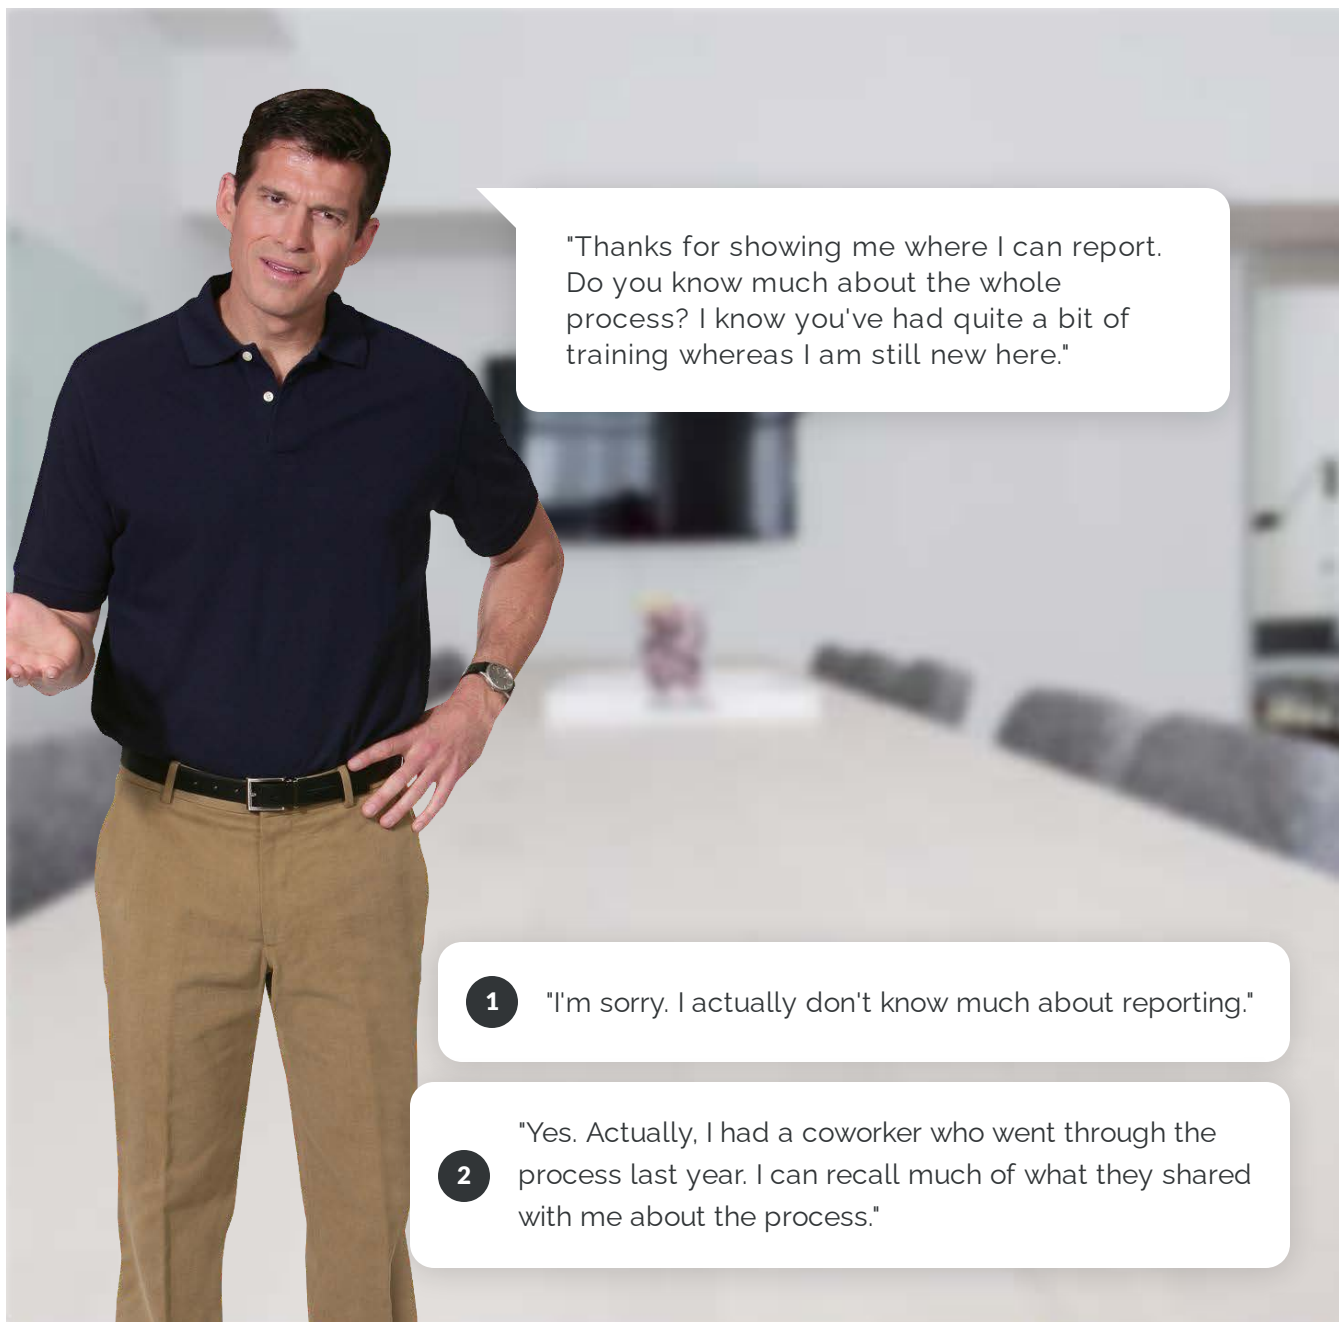 "Thanks for showing me where I can report.
Do you know much about the whole
process? I know you've had quite a bit of
training whereas I am still new here."
1 "I'm sorry. I actually don't know much about reporting."
"Yes. Actually, I had a coworker who went through the
2 process last year. I can recall much of what they shared
with me about the process."